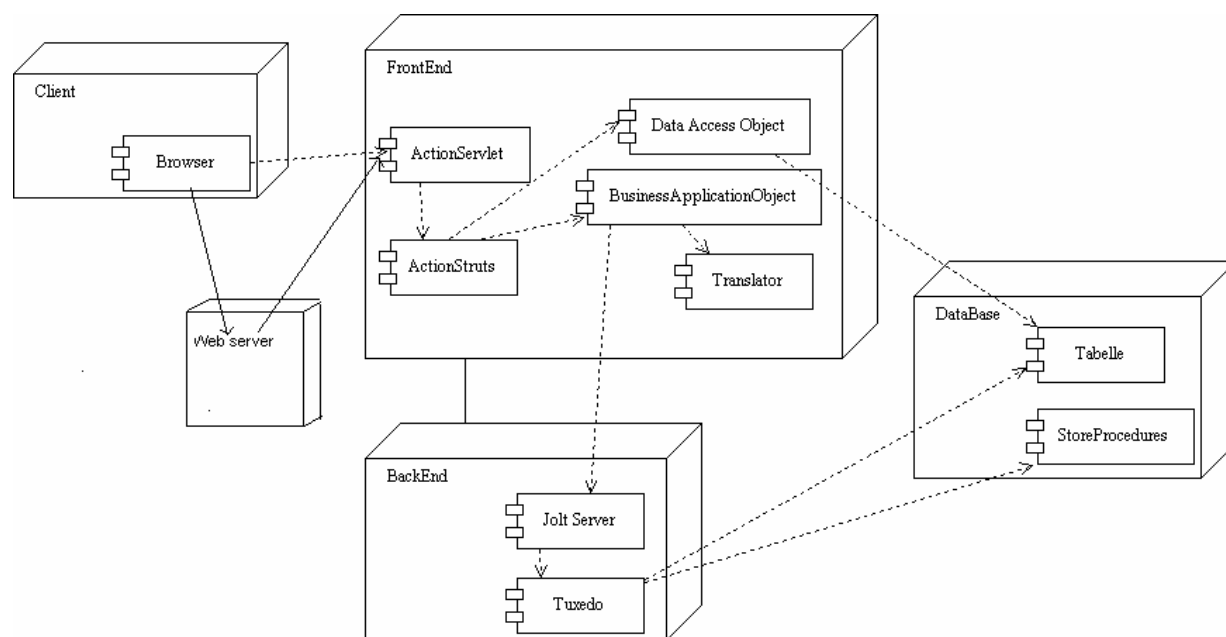 Client
Browser
Web server
FrontEnd
ActionServlet
ActionStruts
Data Access Object
BusinessApplicationObject
Translator
BackEnd
Jolt Server
Tuxedo
DataBase
Tabelle
StoreProcedures